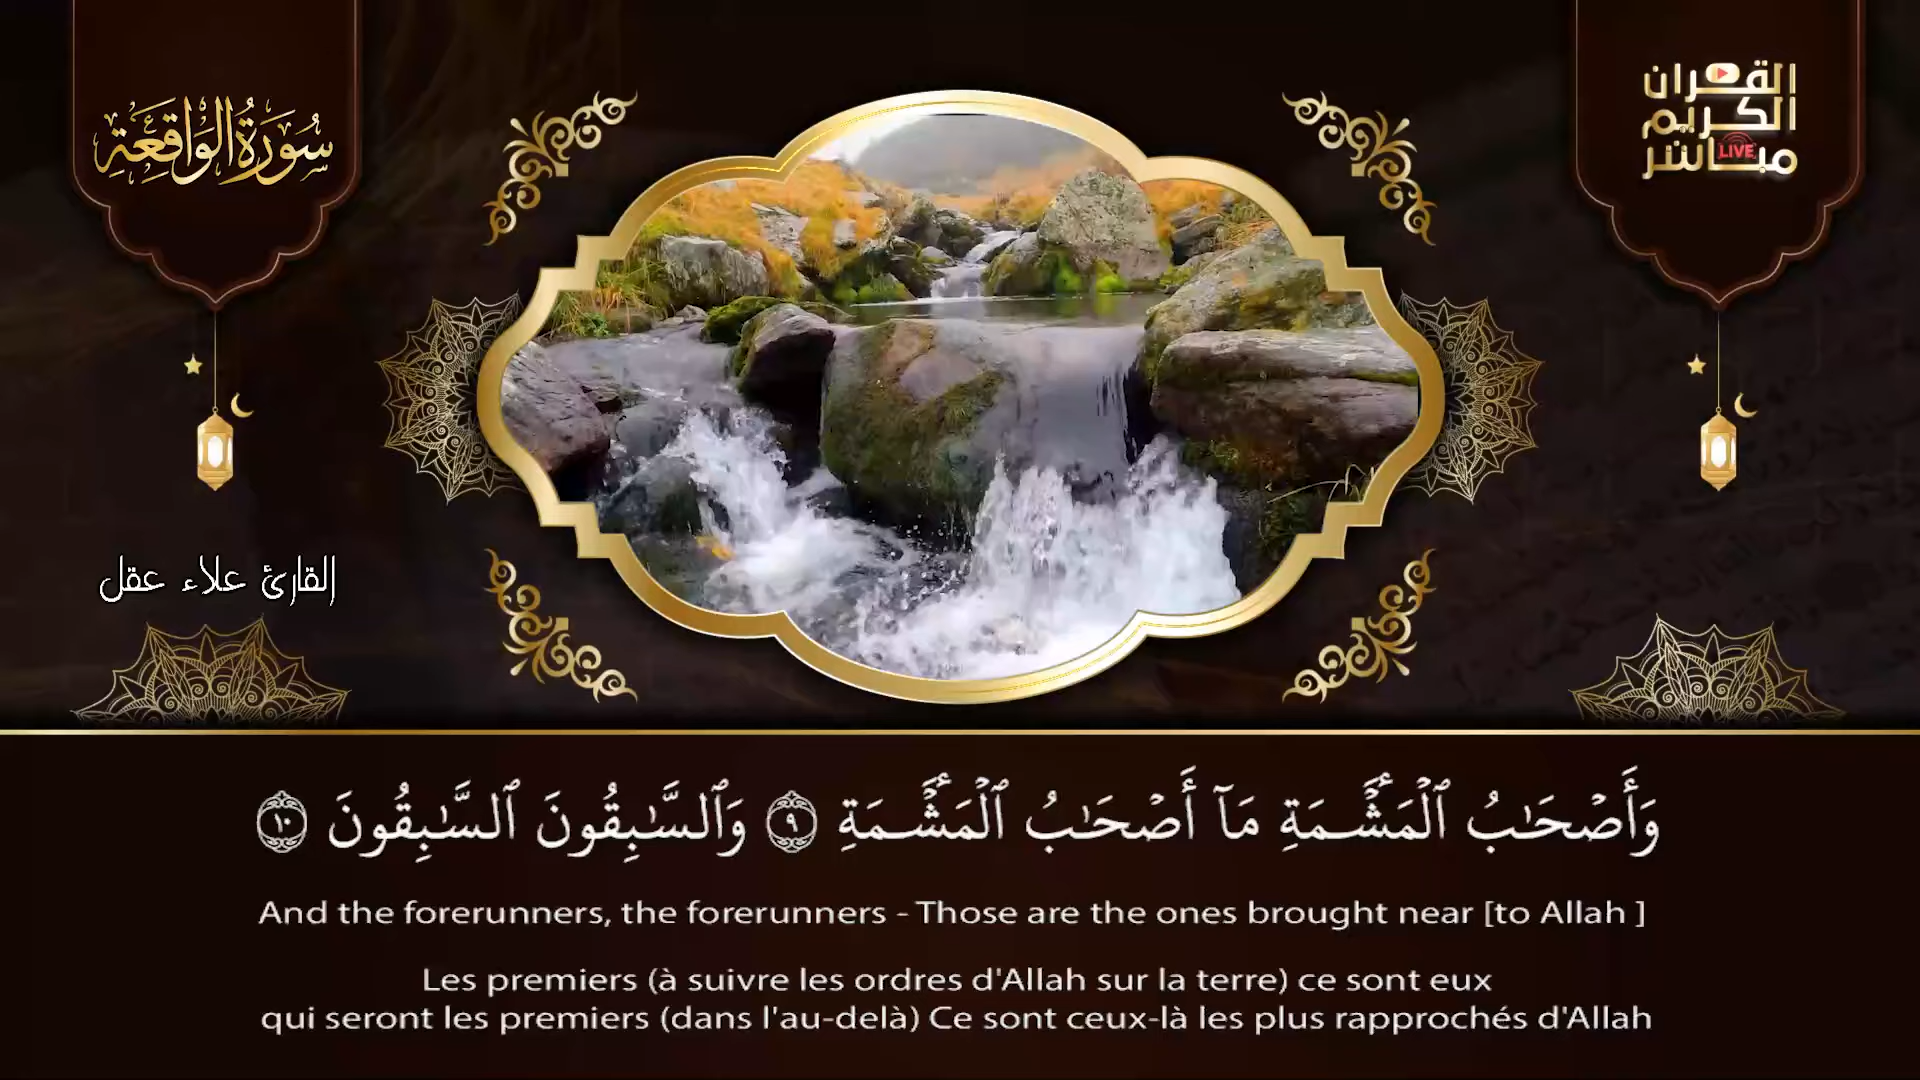 سُورَةُ الوَاقِعَةِ
القران
الكريم
مباشر
LIVE
القارئ علاء عقل
وَأَصۡحَٰبُ ٱلۡمَشۡـَٔمَةِ مَآ أَصۡحَٰبُ ٱلۡمَشۡـَٔمَةِ ٩ وَٱلسَّٰبِقُونَ ٱلسَّٰبِقُونَ ١٠
And the forerunners, the forerunners - Those are the ones brought near [to Allah ]
Les premiers (à suivre les ordres d'Allah sur la terre) ce sont eux
qui seront les premiers (dans l'au-delà) Ce sont ceux-là les plus rapprochés d'Allah